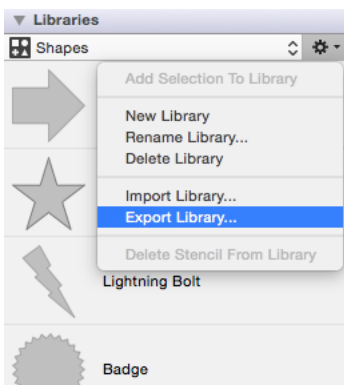 Libraries
Shapes
Add Selection To Library
New Library
Rename Library...
Delete Library
Import Library...
Export Library...
Delete Stencil From Library
Lightning Bolt
Badge